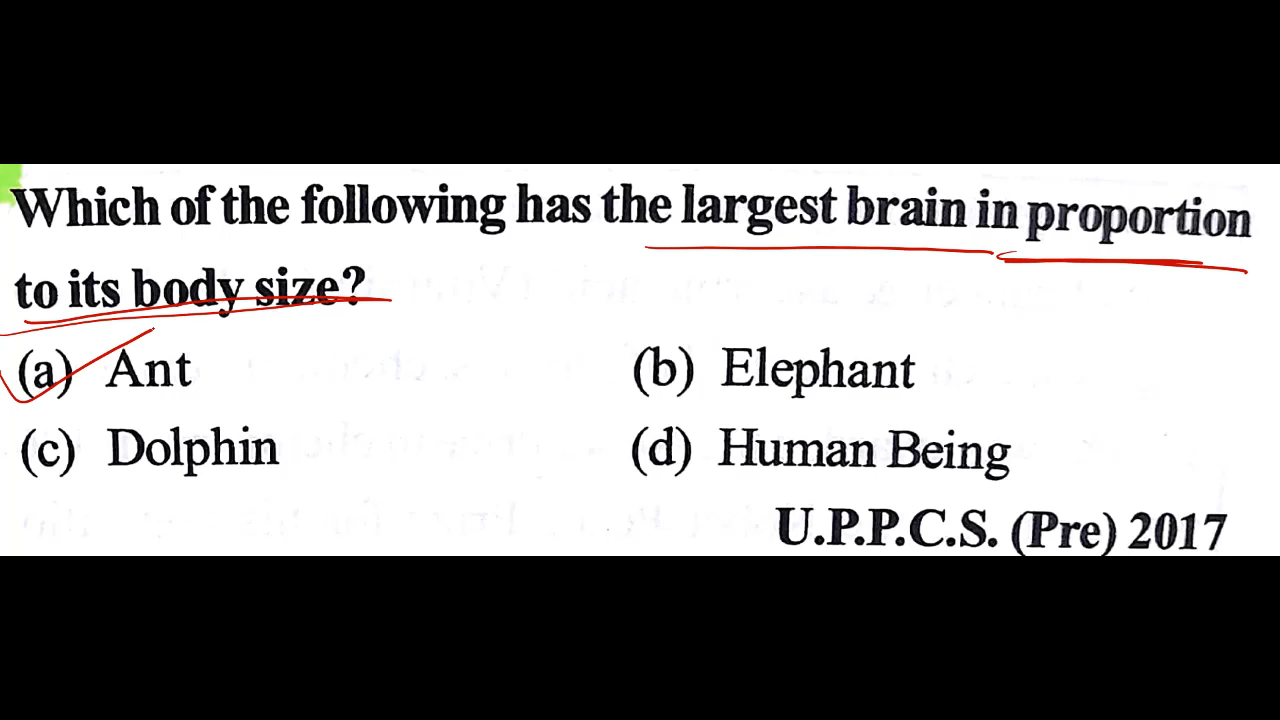 Which of the following has the largest brain in proportion
to its body size?
(a) Ant (b) Elephant
(c) Dolphin (d) Human Being
U.P.P.C.S. (Pre) 2017